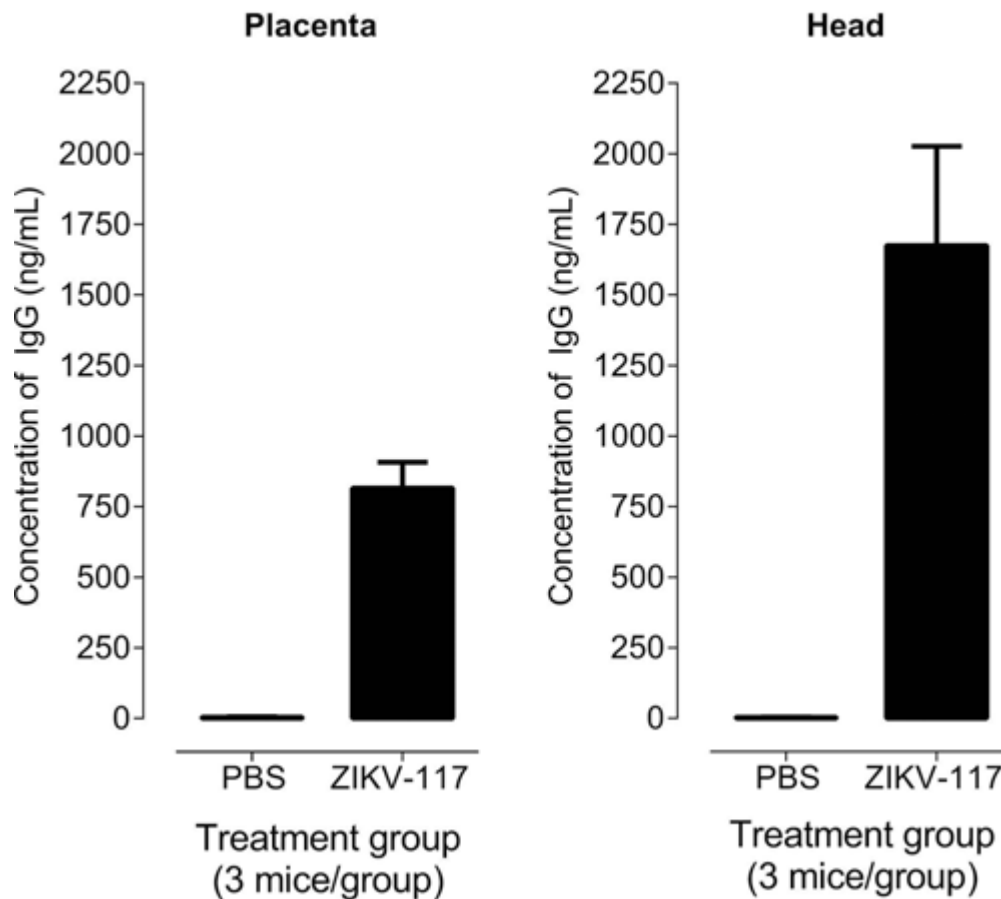 Placenta
Concentration of IgG (ng/mL)
2250
2000
1750
1500
1250
1000
750
500
250
0
PBS ZIKV-117
Treatment group
(3 mice/group)
Head
Concentration of IgG (ng/mL)
2250
2000
1750
1500
1250
1000
750
500
250
0
PBS ZIKV-117
Treatment group
(3 mice/group)